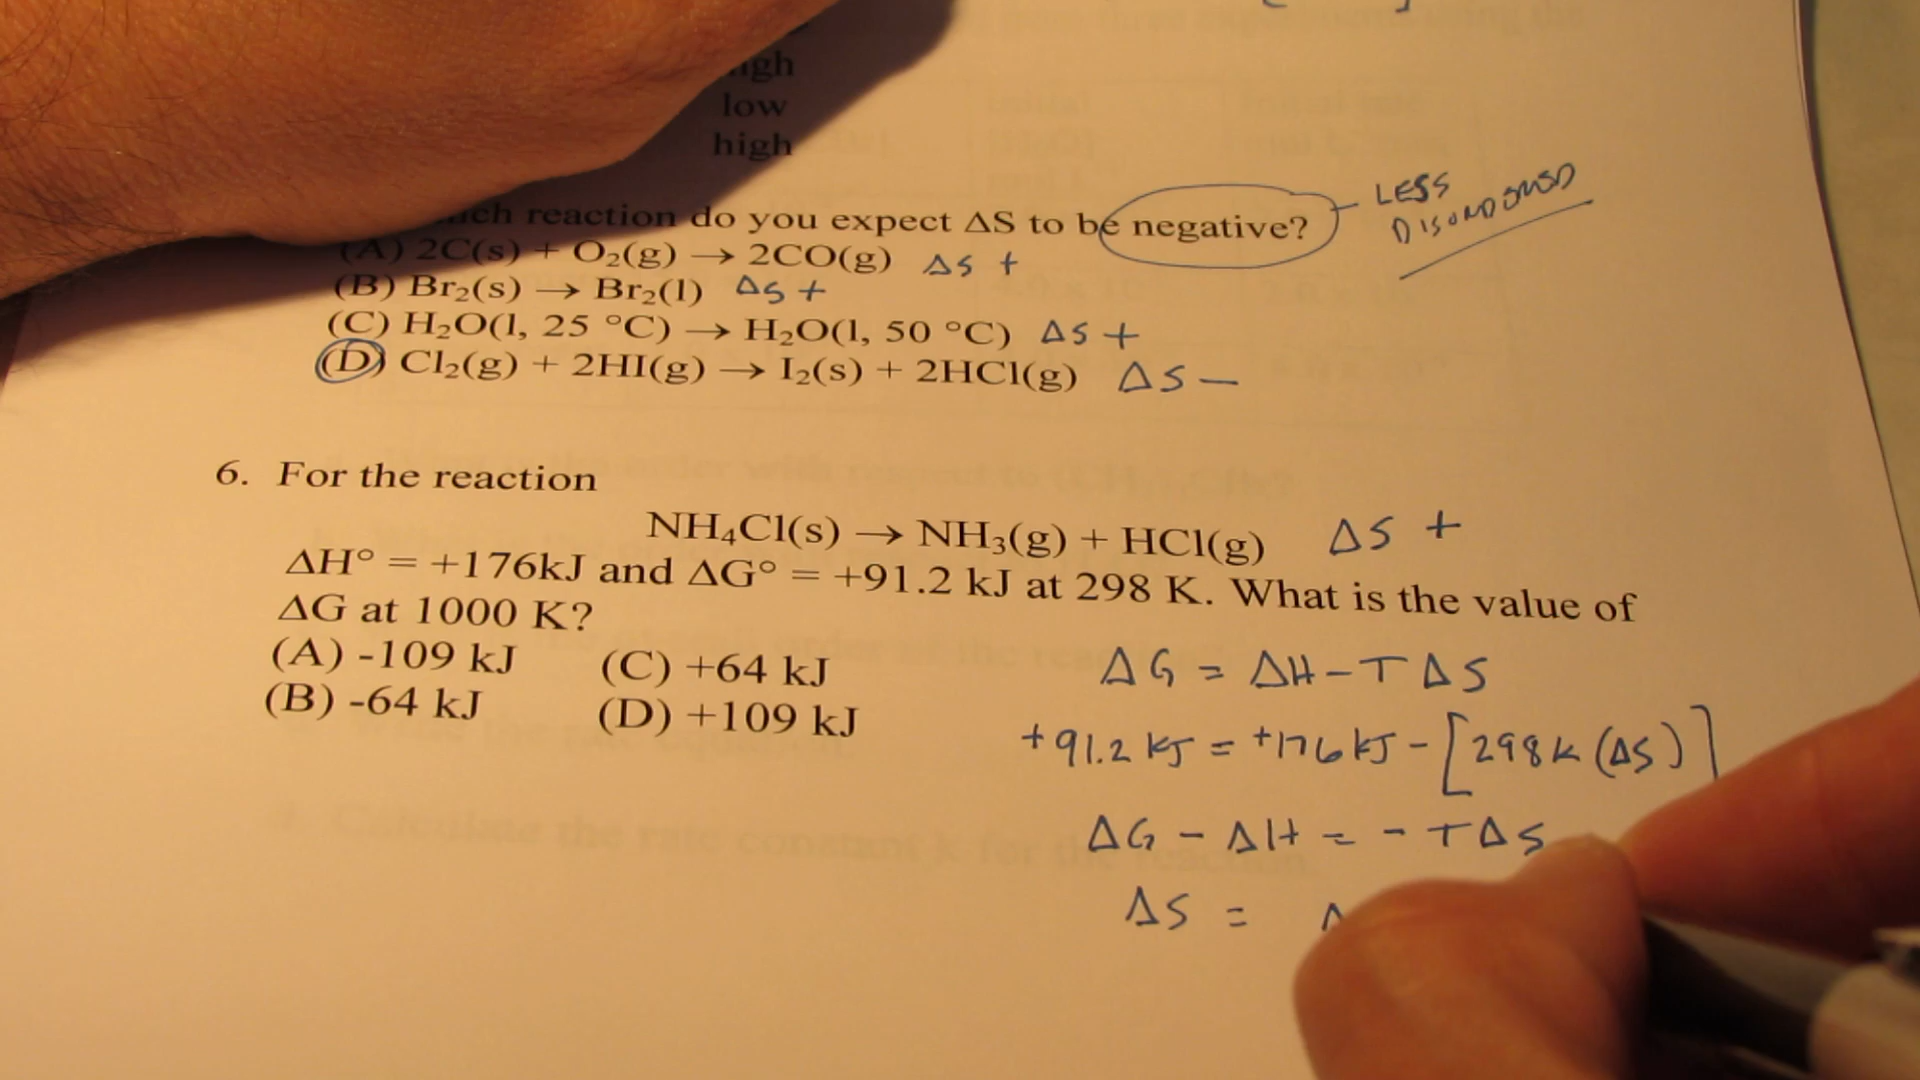 low
high
reaction do you expect ΔS to be negative?
LESS
DISORDERED
(A) 2C(s) + O₂(g) → 2CO(g) ΔS +
(B) Br₂(s) → Br₂(l) ΔS +
(C) H₂O(l, 25 °C) → H₂O(l, 50 °C) ΔS +
(D) Cl₂(g) + 2HI(g) → I₂(s) + 2HCl(g) ΔS −
6. For the reaction
NH₄Cl(s) → NH₃(g) + HCl(g) ΔS +
ΔH° = +176kJ and ΔG° = +91.2 kJ at 298 K. What is the value of
ΔG at 1000 K?
(A) -109 kJ (C) +64 kJ
(B) -64 kJ (D) +109 kJ
ΔG = ΔH − TΔS
+91.2 kJ = +176 kJ − [298 K (ΔS)]
ΔG − ΔH = − TΔS
ΔS =